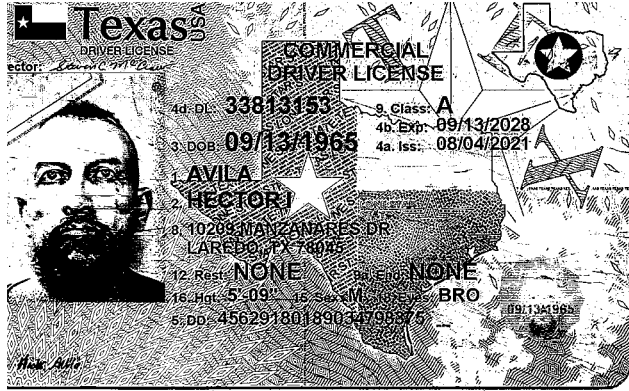 Texas USA
DRIVER LICENSE
COMMERCIAL
DRIVER LICENSE
4d. DL: 33813153 9. Class: A
4b. Exp: 09/13/2028
3. DOB: 09/13/1965 4a. Iss: 08/04/2021
1. AVILA
2. HECTOR I
8. 10209 MANZANARES DR
LAREDO, TX 78045
12. Rest: NONE 9a. End: NONE
16. Hgt: 5'-09" 15. Sex: M 18. Eyes: BRO
09/13/1965
5. DD: 45629180189034798875